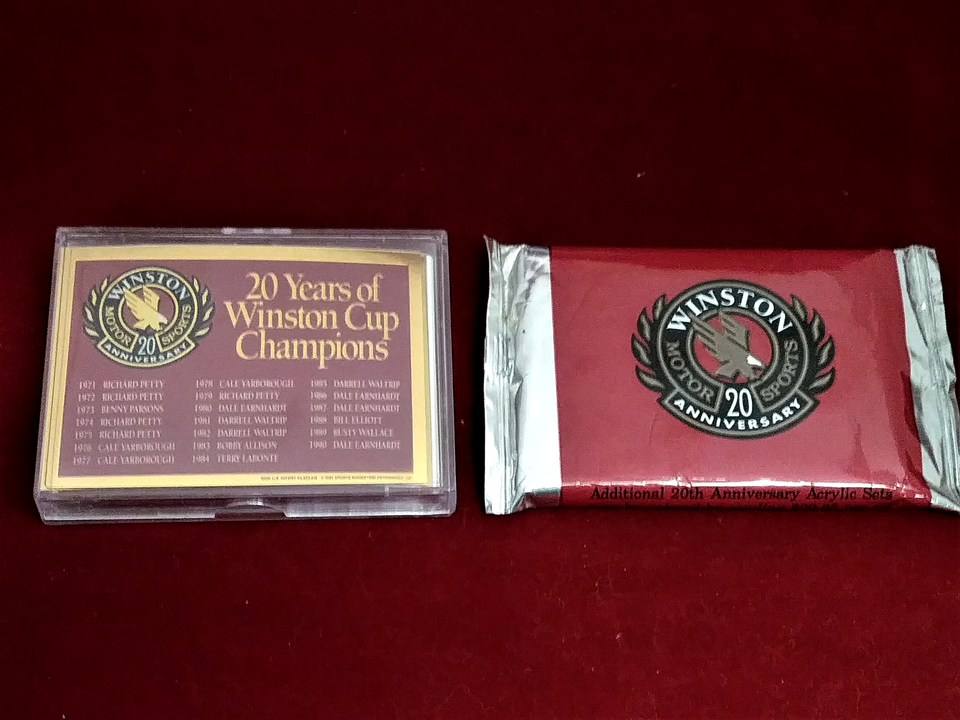 WINSTON
MOTOR SPORTS
20
ANNIVERSARY
20 Years of
Winston Cup
Champions
1971 RICHARD PETTY
1972 RICHARD PETTY
1973 BENNY PARSONS
1974 RICHARD PETTY
1975 RICHARD PETTY
1976 CALE YARBOROUGH
1977 CALE YARBOROUGH
1978 CALE YARBOROUGH
1979 RICHARD PETTY
1980 DALE EARNHARDT
1981 DARRELL WALTRIP
1982 DARRELL WALTRIP
1983 BOBBY ALLISON
1984 TERRY LABONTE
1985 DARRELL WALTRIP
1986 DALE EARNHARDT
1987 DALE EARNHARDT
1988 BILL ELLIOTT
1989 RUSTY WALLACE
1990 DALE EARNHARDT
WINSTON
MOTOR SPORTS
20
ANNIVERSARY
Additional 20th Anniversary Acrylic Sets